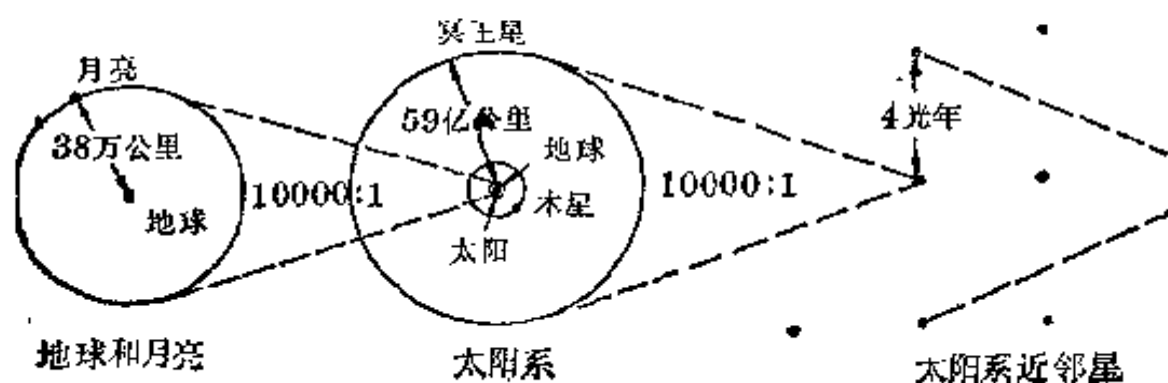 月亮
38万公里
地球
10000:1
地球和月亮
冥王星
59亿公里
地球
木星
太阳
10000:1
太阳系
4光年
太阳系近邻星